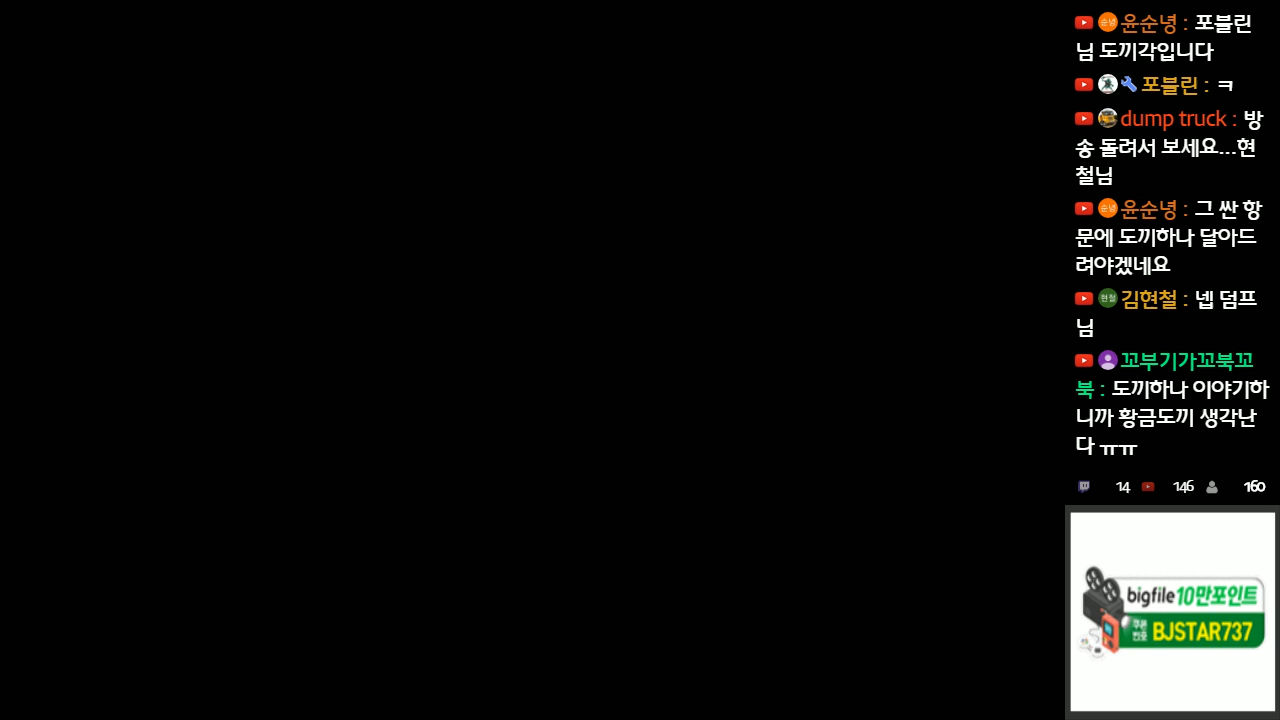 윤순녕 : 포블린
님 도끼각입니다
포블린 : ㅋ
dump truck : 방
송 돌려서 보세요...현
철님
윤순녕 : 그 싼 항
문에 도끼하나 달아드
려야겠네요
김현철 : 넵 덤프
님
꼬부기가꼬북꼬
북 : 도끼하나 이야기하
니까 황금도끼 생각난
다 ㅠㅠ
14 146 160
bigfile 10만포인트
쿠폰
번호 BJSTAR737